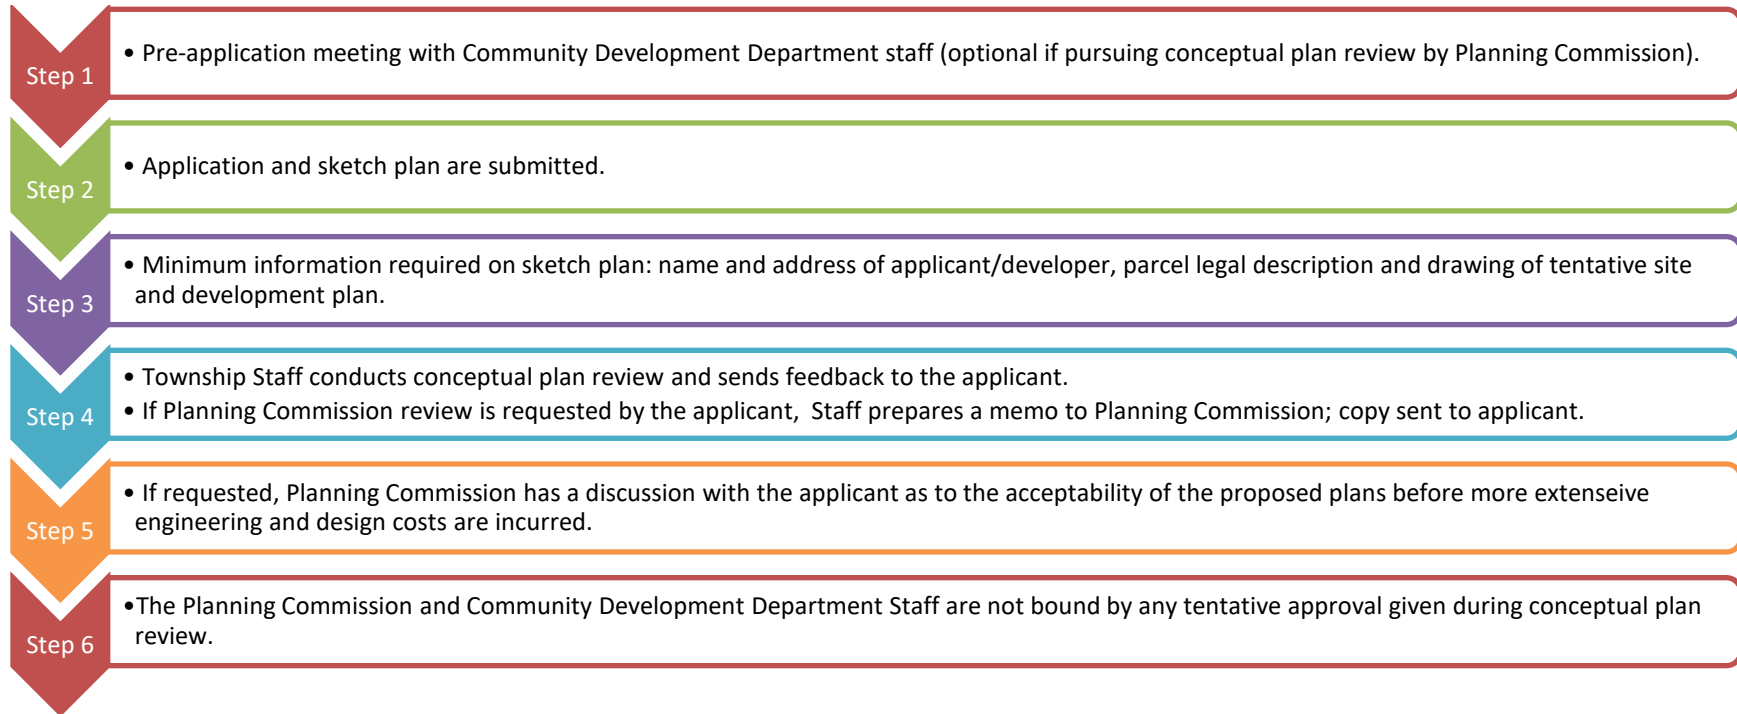 Step 1
• Pre-application meeting with Community Development Department staff (optional if pursuing conceptual plan review by Planning Commission).
Step 2
• Application and sketch plan are submitted.
Step 3
• Minimum information required on sketch plan: name and address of applicant/developer, parcel legal description and drawing of tentative site
and development plan.
Step 4
• Township Staff conducts conceptual plan review and sends feedback to the applicant.
• If Planning Commission review is requested by the applicant, Staff prepares a memo to Planning Commission; copy sent to applicant.
Step 5
• If requested, Planning Commission has a discussion with the applicant as to the acceptability of the proposed plans before more extenseive
engineering and design costs are incurred.
Step 6
•The Planning Commission and Community Development Department Staff are not bound by any tentative approval given during conceptual plan
review.